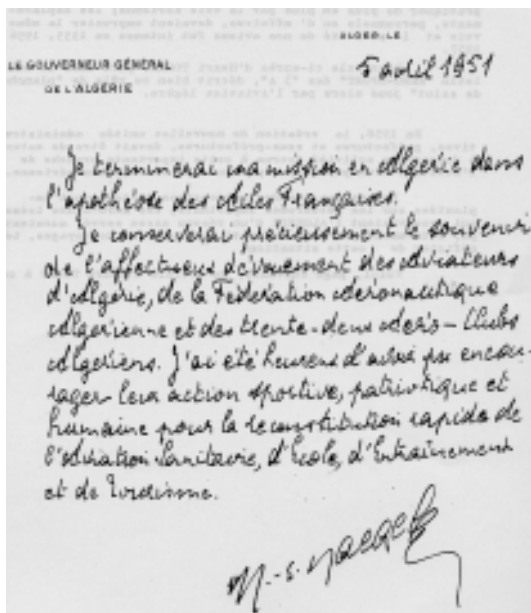 ALGER, LE
LE GOUVERNEUR GÉNÉRAL
DE L'ALGÉRIE
5 avril 1951
Je terminerai ma mission en Algérie dans
l'apothéose des Ailes Françaises.
Je conserverai précieusement le souvenir
de l'affectueux dévouement des Aviateurs
d'Algérie, de la Fédération Aéronautique
Algérienne et des trente-deux Aéro-Clubs
Algériens. J'ai été heureux d'avoir pu encou-
rager leur action sportive, patriotique et
humaine pour la reconstitution rapide de
l'Aviation Sanitaire, d'École, d'Entraînement
et de Tourisme.
M.-E. Naegelen